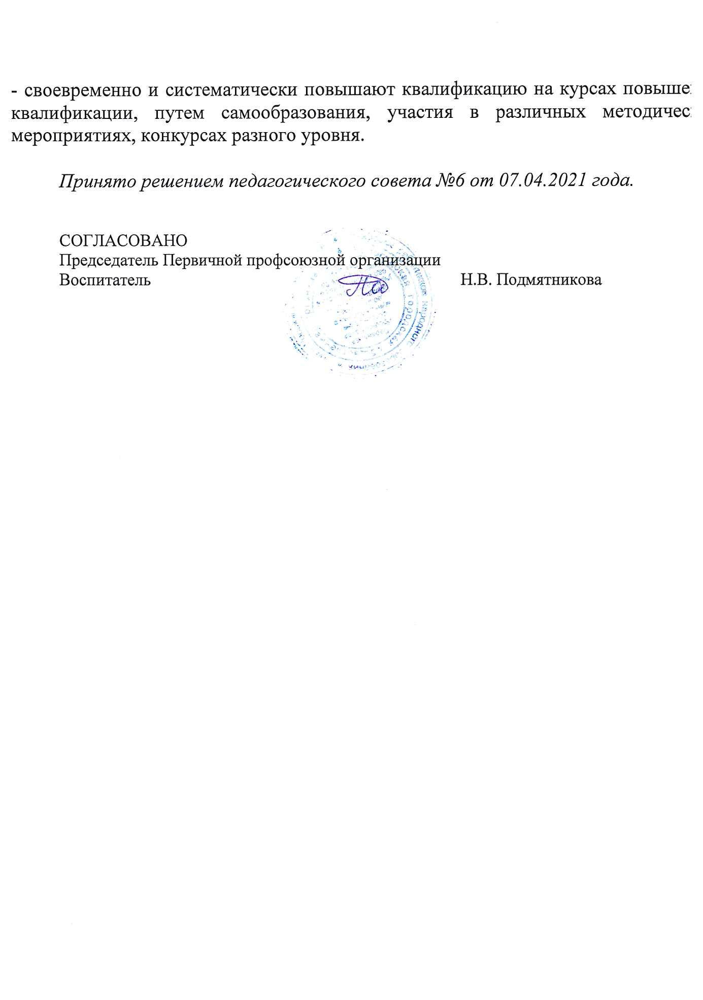 - своевременно и систематически повышают квалификацию на курсах повыше
квалификации, путем самообразования, участия в различных методичес
мероприятиях, конкурсах разного уровня.
Принято решением педагогического совета №6 от 07.04.2021 года.
СОГЛАСОВАНО
Председатель Первичной профсоюзной организации
Воспитатель Н.В. Подмятникова
городская